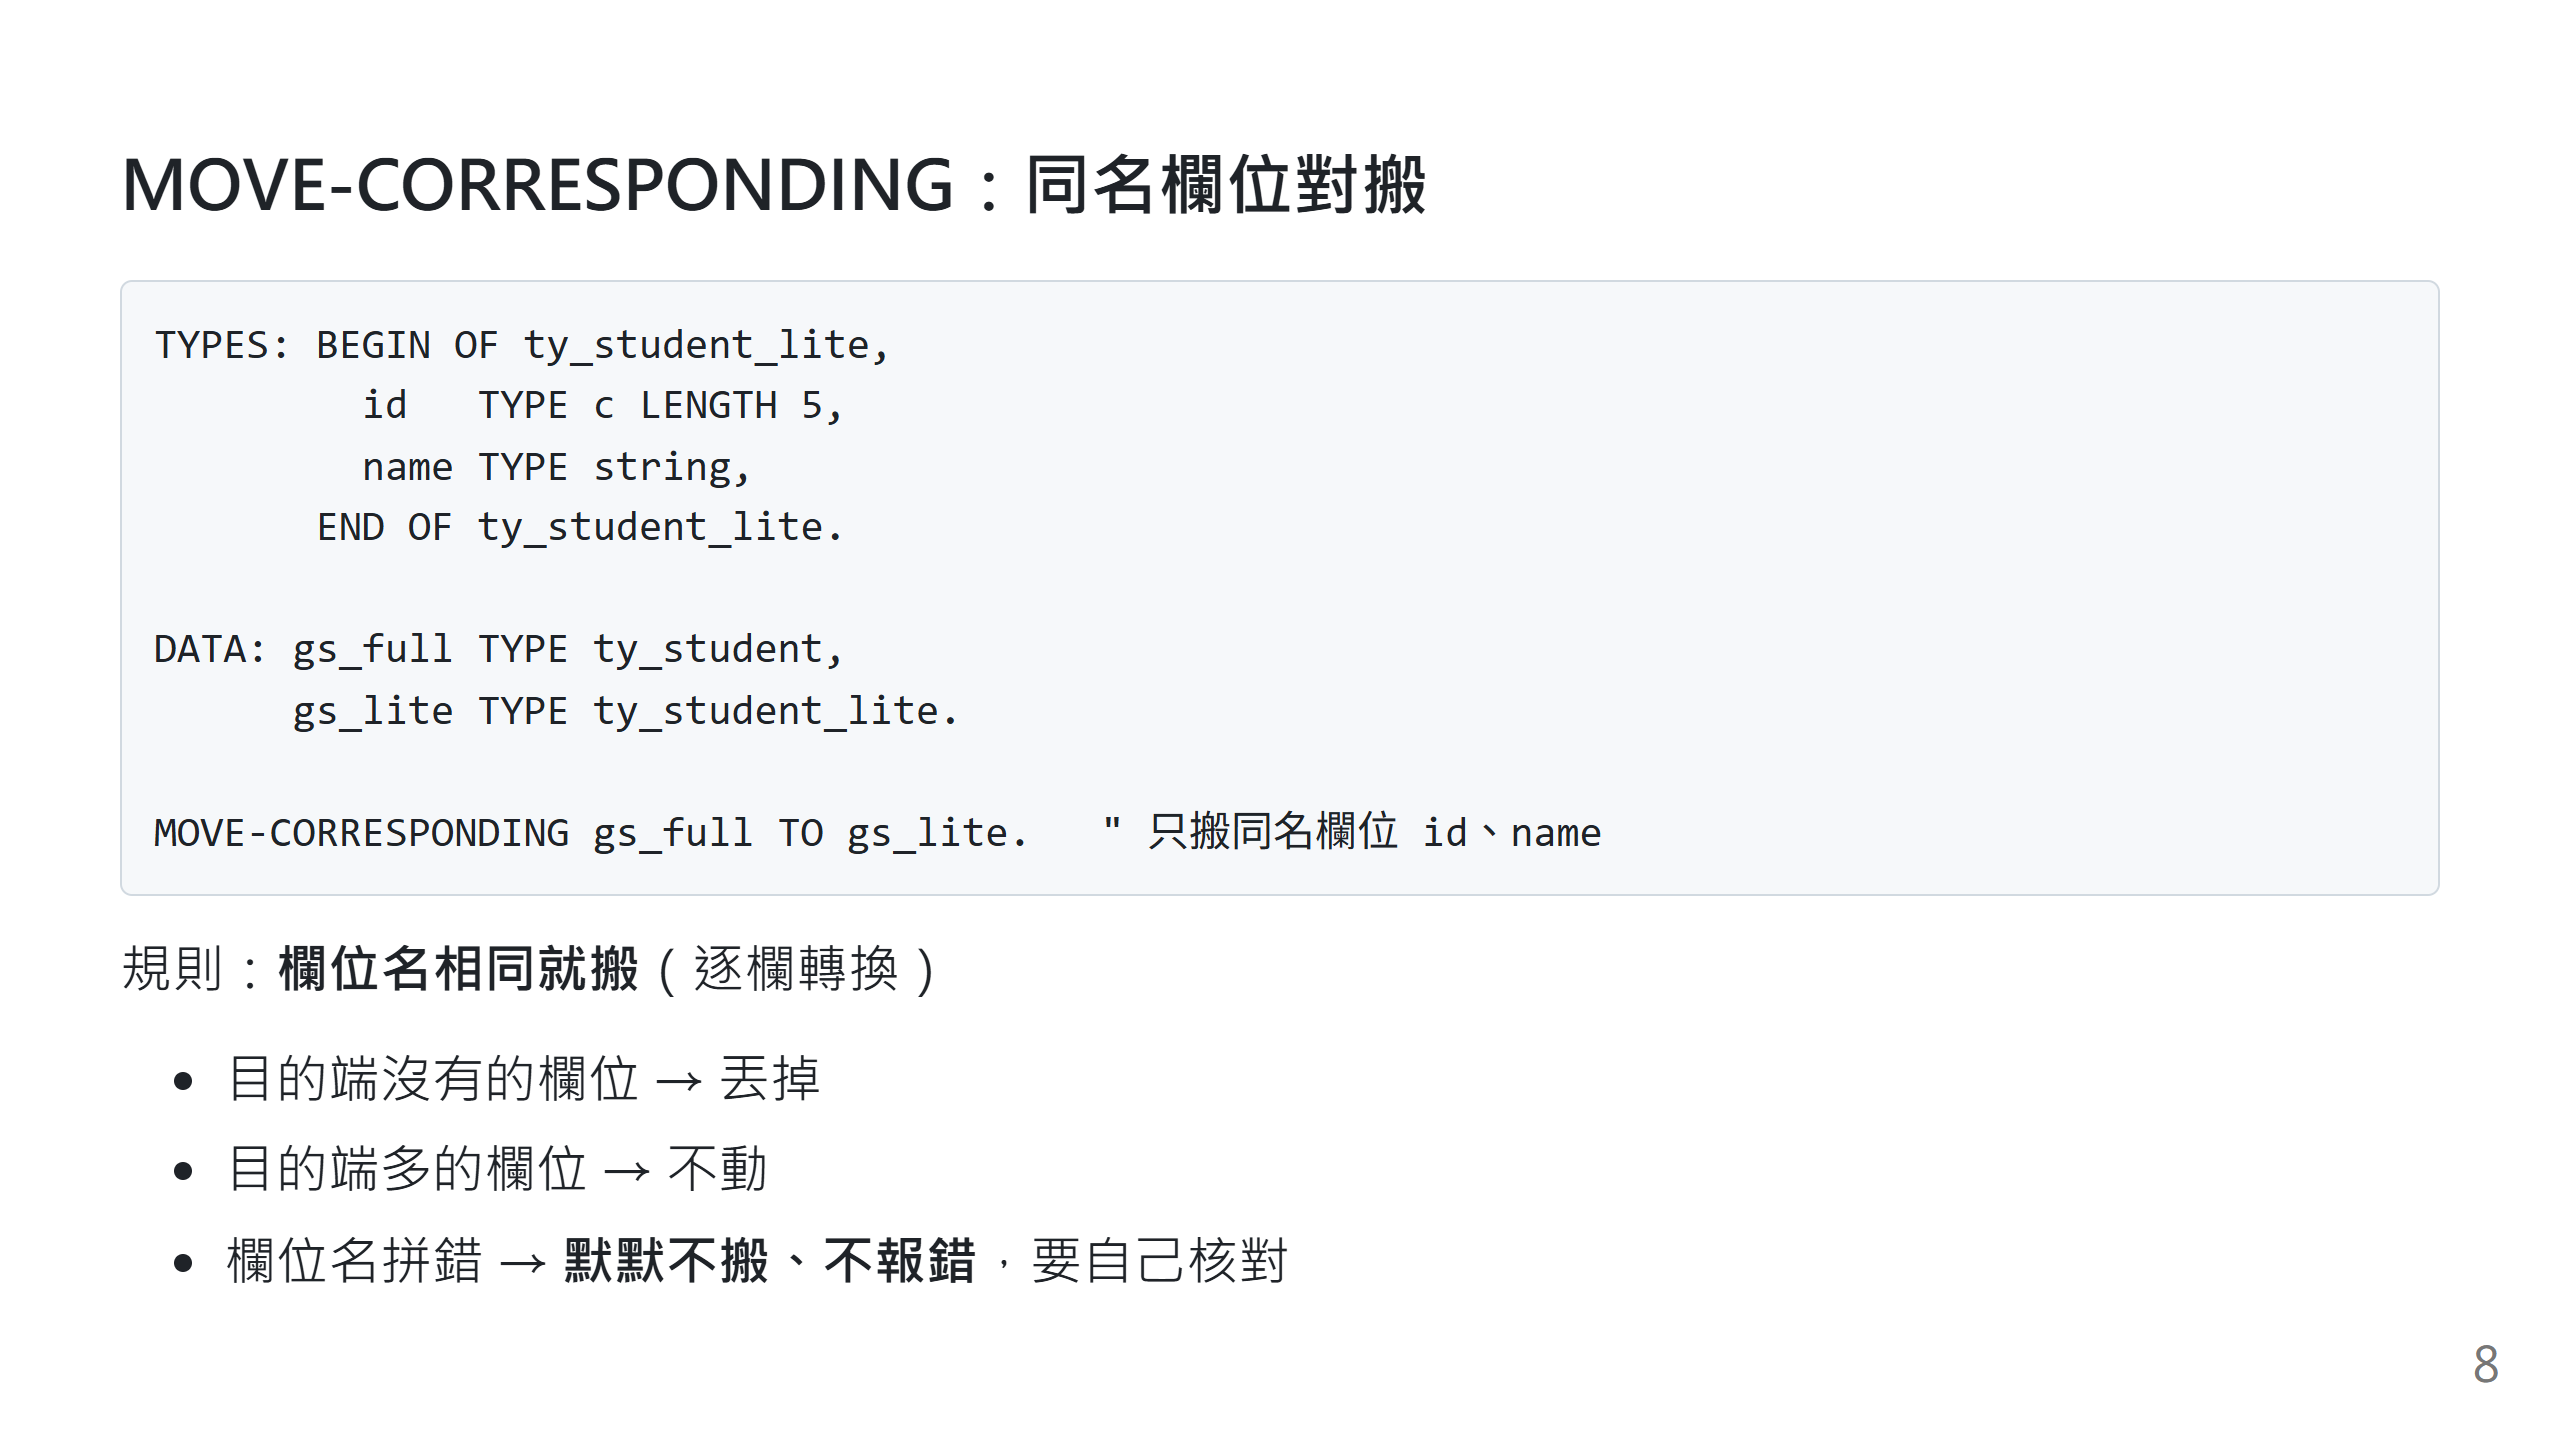 MOVE-CORRESPONDING：同名欄位對搬
TYPES: BEGIN OF ty_student_lite,
         id   TYPE c LENGTH 5,
         name TYPE string,
       END OF ty_student_lite.
DATA: gs_full TYPE ty_student,
      gs_lite TYPE ty_student_lite.
MOVE-CORRESPONDING gs_full TO gs_lite.   " 只搬同名欄位 id、name
規則：欄位名相同就搬（逐欄轉換）
• 目的端沒有的欄位 → 丟掉
• 目的端多的欄位 → 不動
• 欄位名拼錯 → 默默不搬、不報錯，要自己核對
8